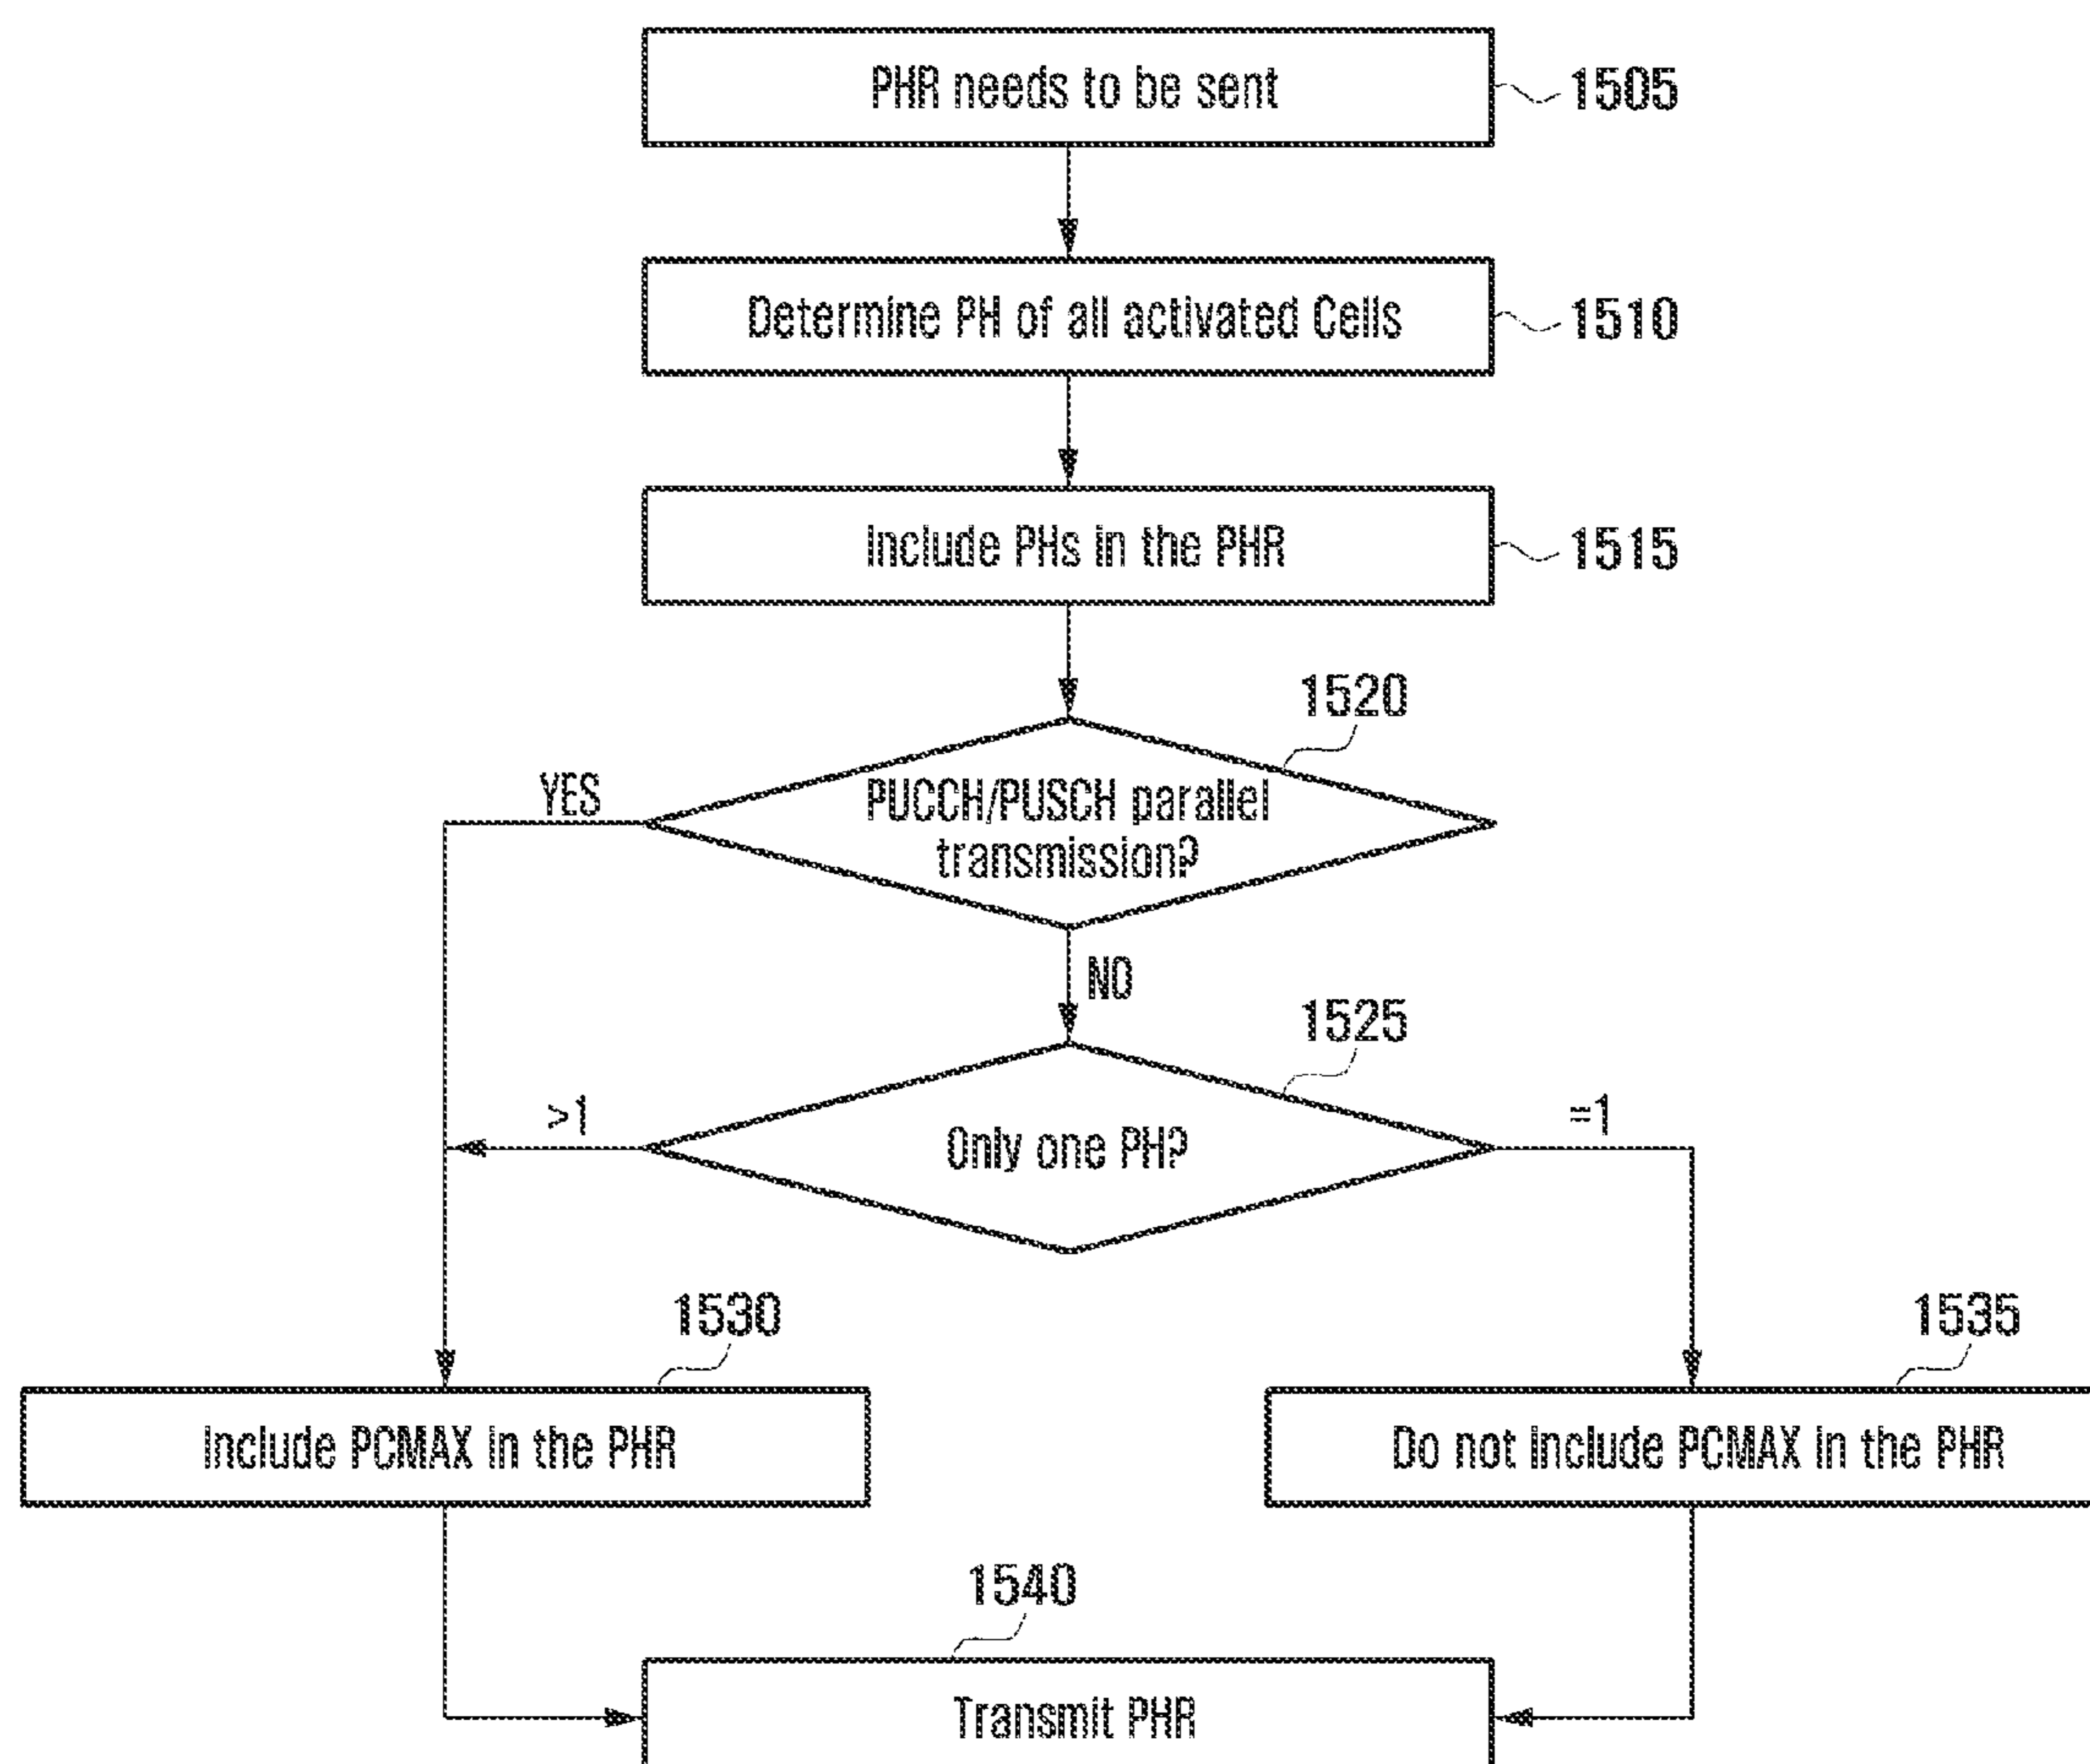 PHR needs to be sent
1505
Determine PH of all activated Cells
1510
Include PHs in the PHR
1515
1520
YES
PUCCH/PUSCH parallel
transmission?
NO
1525
>1
=1
Only one PH?
1530
1535
Include PCMAX in the PHR
Do not include PCMAX in the PHR
1540
Transmit PHR